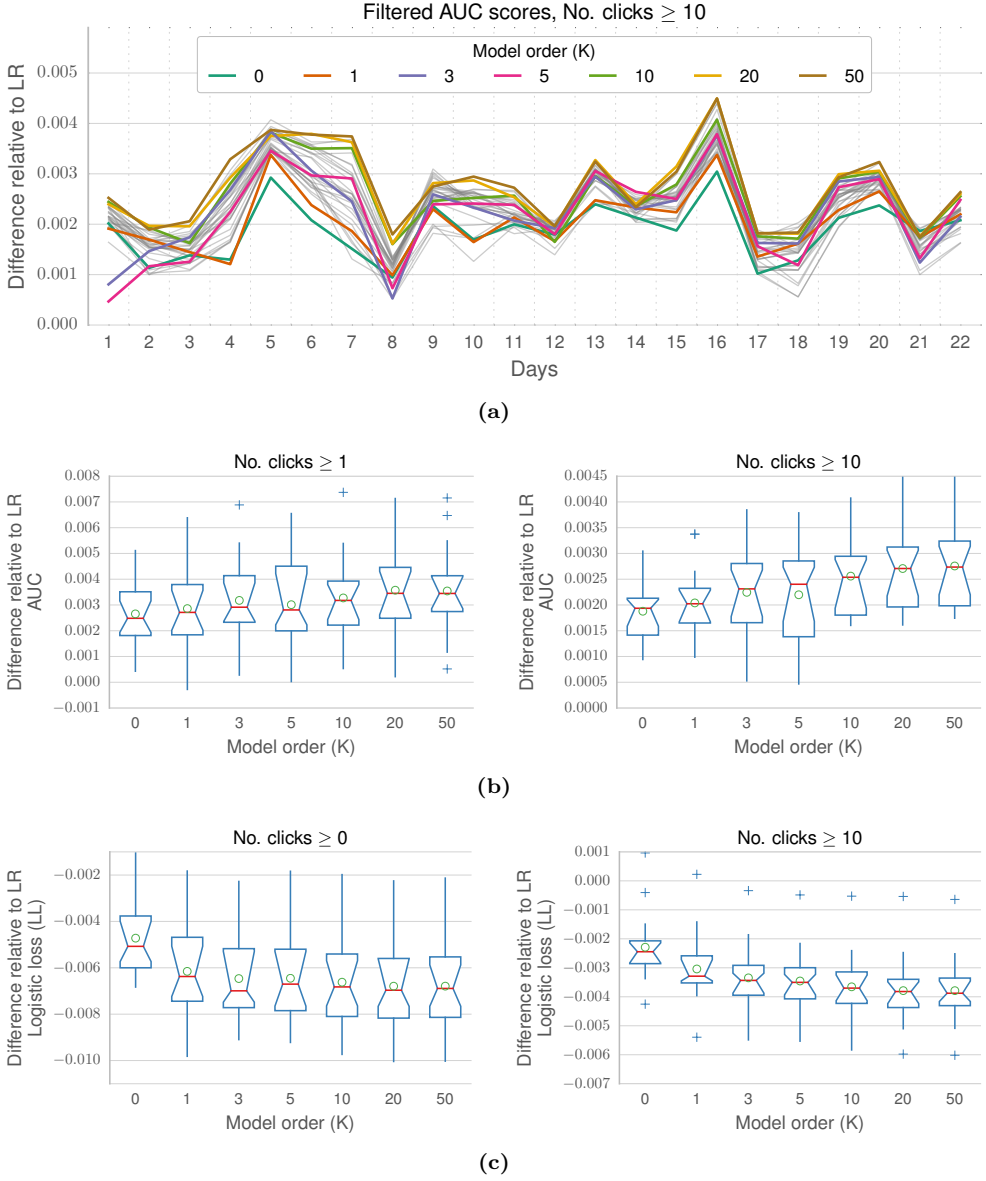 Filtered AUC scores, No. clicks ≥ 10
Model order (K)
0 1 3 5 10 20 50
Difference relative to LR
0.005
0.004
0.003
0.002
0.001
0.000
1 2 3 4 5 6 7 8 9 10 11 12 13 14 15 16 17 18 19 20 21 22
Days
(a)
No. clicks ≥ 1
Difference relative to LR
AUC
0.008
0.007
0.006
0.005
0.004
0.003
0.002
0.001
0.000
−0.001
0 1 3 5 10 20 50
Model order (K)
No. clicks ≥ 10
Difference relative to LR
AUC
0.0045
0.0040
0.0035
0.0030
0.0025
0.0020
0.0015
0.0010
0.0005
0.0000
0 1 3 5 10 20 50
Model order (K)
(b)
No. clicks ≥ 0
Difference relative to LR
Logistic loss (LL)
−0.002
−0.004
−0.006
−0.008
−0.010
0 1 3 5 10 20 50
Model order (K)
No. clicks ≥ 10
Difference relative to LR
Logistic loss (LL)
0.001
0.000
−0.001
−0.002
−0.003
−0.004
−0.005
−0.006
−0.007
0 1 3 5 10 20 50
Model order (K)
(c)